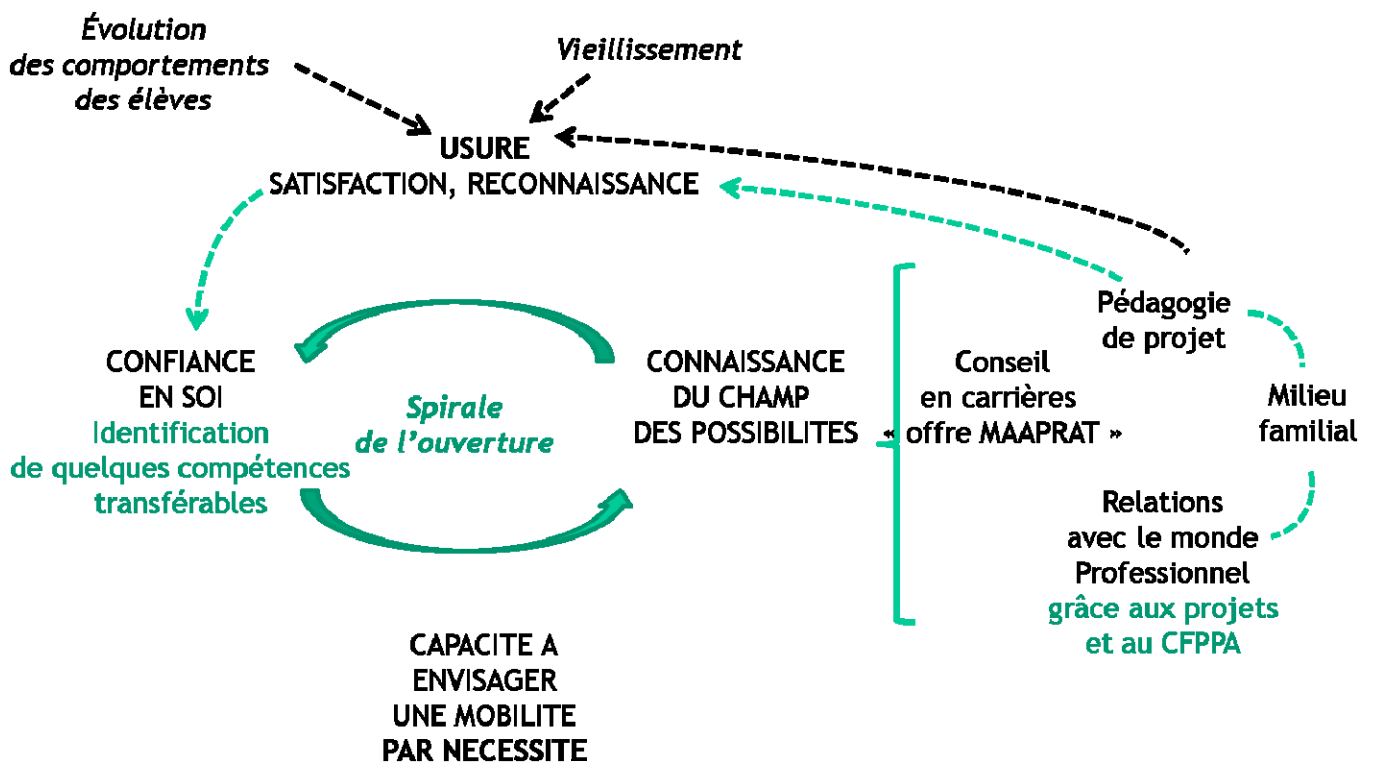 Évolution
des comportements
des élèves
Vieillissement
USURE
SATISFACTION, RECONNAISSANCE
CONFIANCE
EN SOI
Identification
de quelques compétences
transférables
Spirale
de l'ouverture
CONNAISSANCE
DU CHAMP
DES POSSIBILITES
Conseil
en carrières
« offre MAAPRAT »
Pédagogie
de projet
Milieu
familial
Relations
avec le monde
Professionnel
grâce aux projets
et au CFPPA
CAPACITE A
ENVISAGER
UNE MOBILITE
PAR NECESSITE